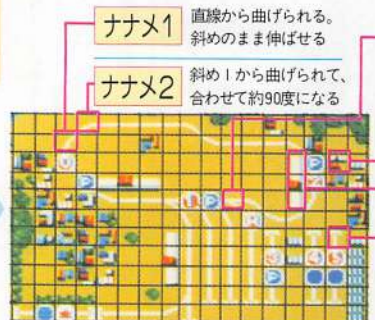 ナナメ1
直線から曲げられる。
斜めのまま伸ばせる
ナナメ2
斜め1から曲げられて、
合わせて約90度になる